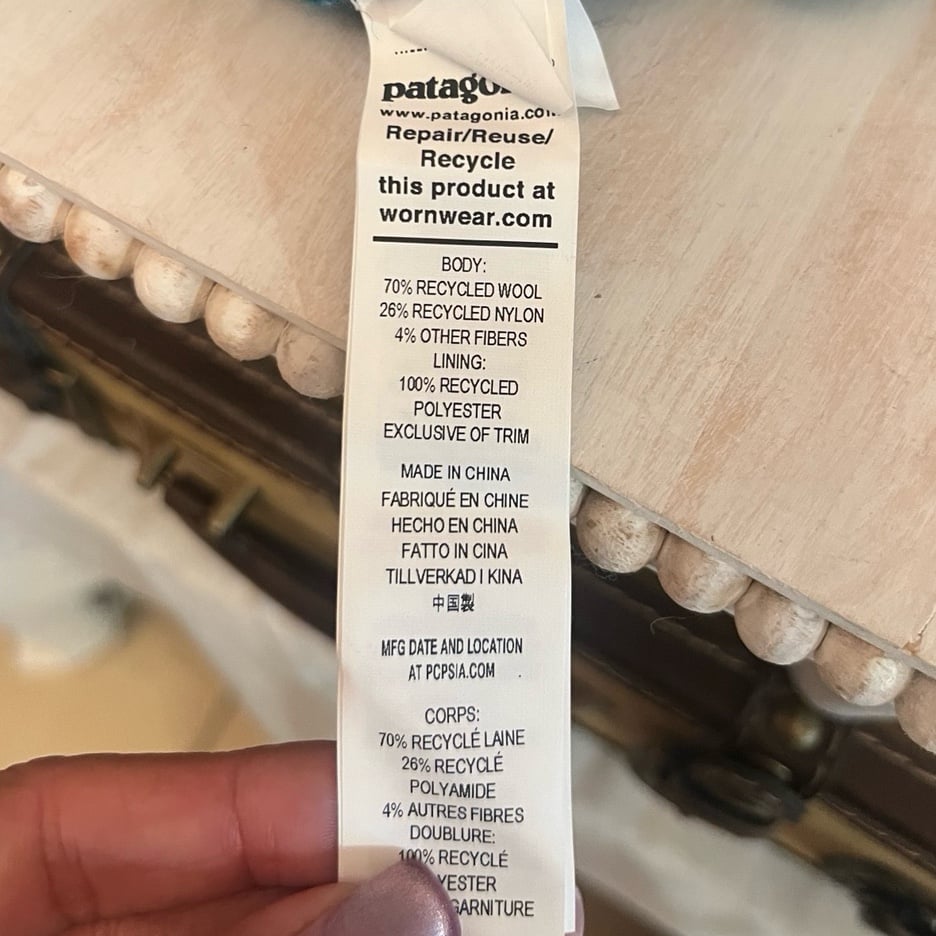 www.patagonia.co
Repair/Reuse/
Recycle
this product at
wornwear.com
BODY:
70% RECYCLED WOOL
26% RECYCLED NYLON
4% OTHER FIBERS
LINING:
100% RECYCLED
POLYESTER
EXCLUSIVE OF TRIM
MADE IN CHINA
FABRIQUÉ EN CHINE
HECHO EN CHINA
FATTO IN CINA
TILLVERKAD I KINA
中国製
MFG DATE AND LOCATION
AT PCPSIA.COM
CORPS:
70% RECYCLÉ LAINE
26% RECYCLÉ
POLYAMIDE
4% AUTRES FIBRES
DOUBLURE:
100% RECYCLÉ
YESTER
GARNITURE